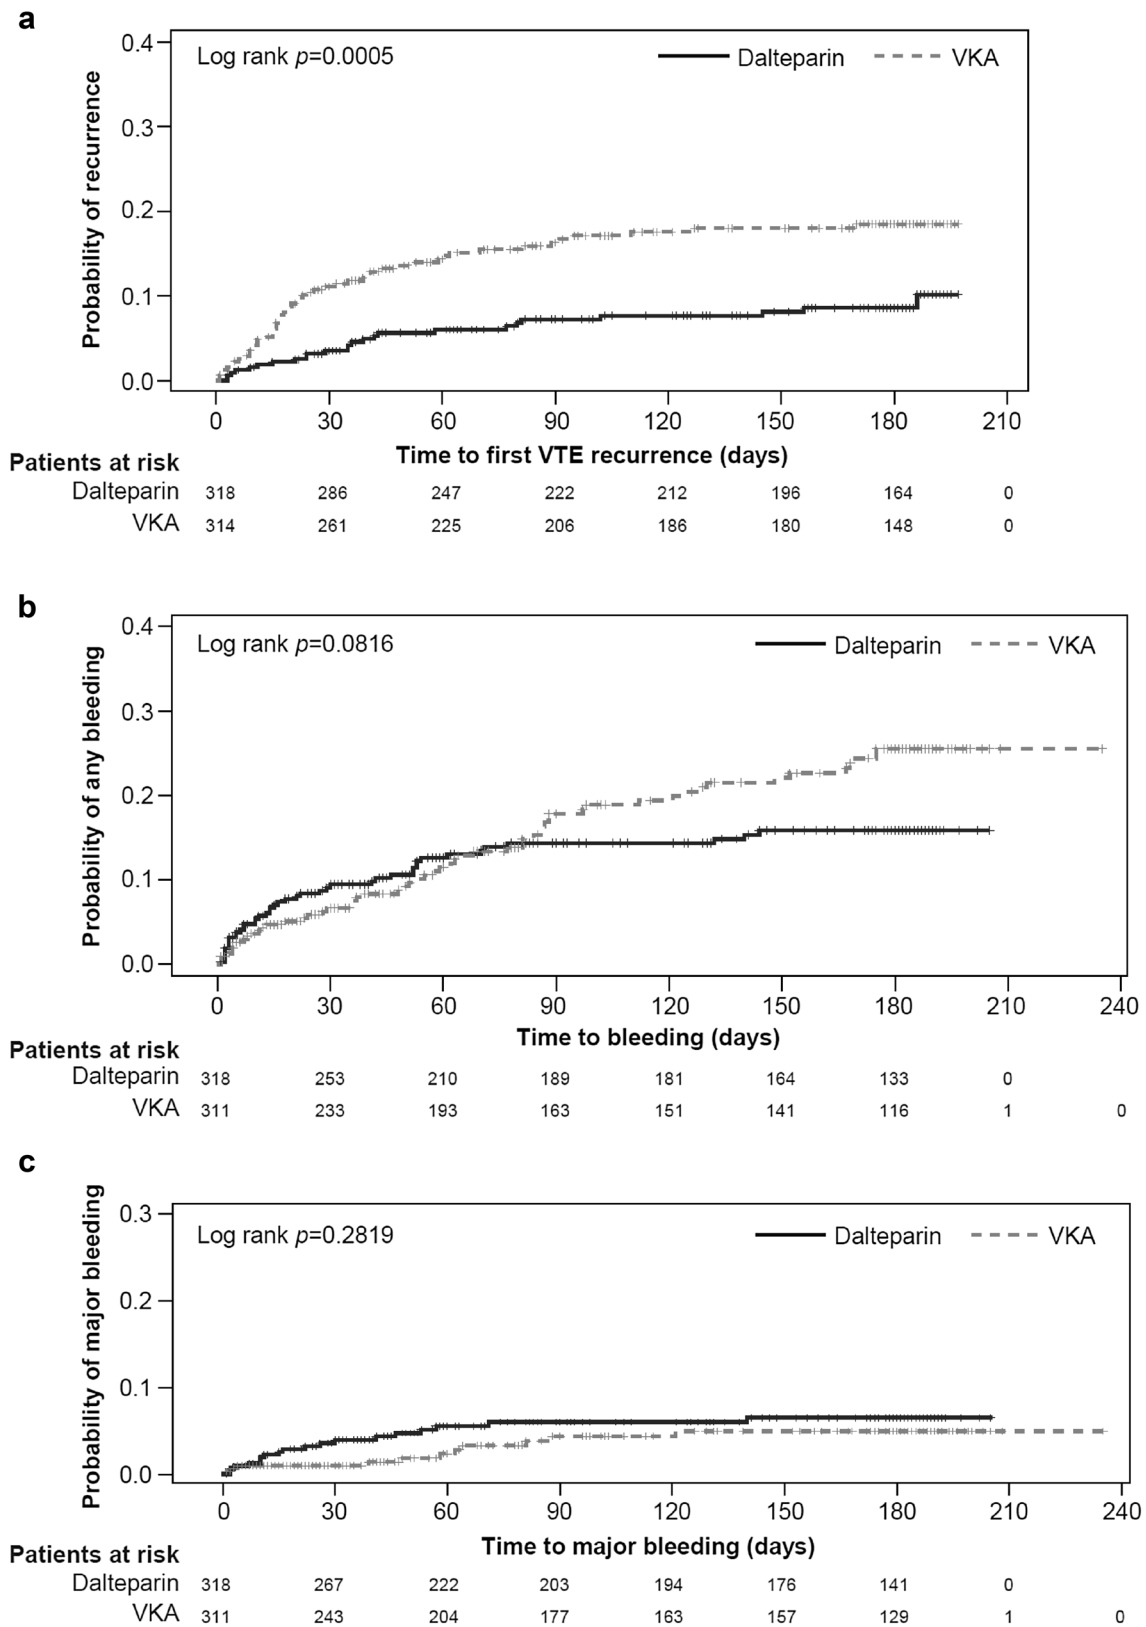 a
Log rank p=0.0005 Dalteparin VKA
Probability of recurrence
0.4
0.3
0.2
0.1
0.0
0 30 60 90 120 150 180 210
Time to first VTE recurrence (days)
Patients at risk
Dalteparin 318 286 247 222 212 196 164 0
VKA 314 261 225 206 186 180 148 0
b
Log rank p=0.0816 Dalteparin VKA
Probability of any bleeding
0.4
0.3
0.2
0.1
0.0
0 30 60 90 120 150 180 210 240
Time to bleeding (days)
Patients at risk
Dalteparin 318 253 210 189 181 164 133 0
VKA 311 233 193 163 151 141 116 1 0
c
Log rank p=0.2819 Dalteparin VKA
Probability of major bleeding
0.3
0.2
0.1
0.0
0 30 60 90 120 150 180 210 240
Time to major bleeding (days)
Patients at risk
Dalteparin 318 267 222 203 194 176 141 0
VKA 311 243 204 177 163 157 129 1 0